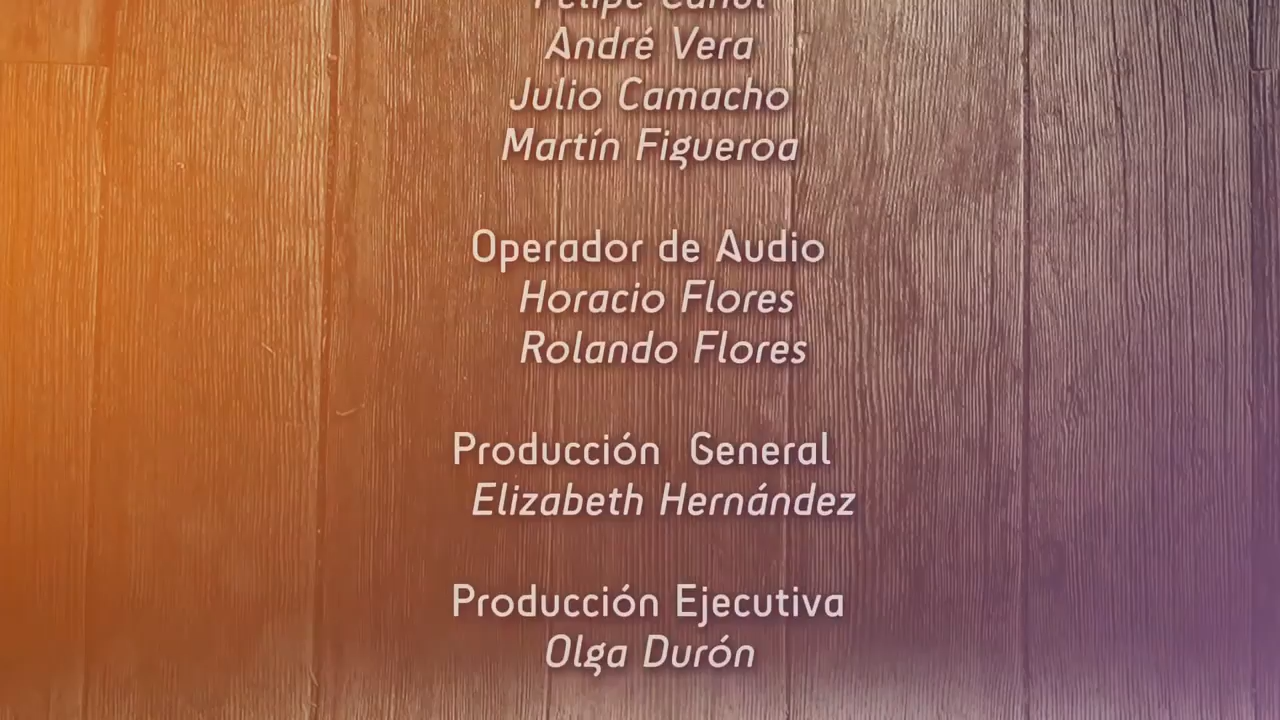 Felipe
André Vera
Julio Camacho
Martín Figueroa
Operador de Audio
Horacio Flores
Rolando Flores
Producción General
Elizabeth Hernández
Producción Ejecutiva
Olga Durón